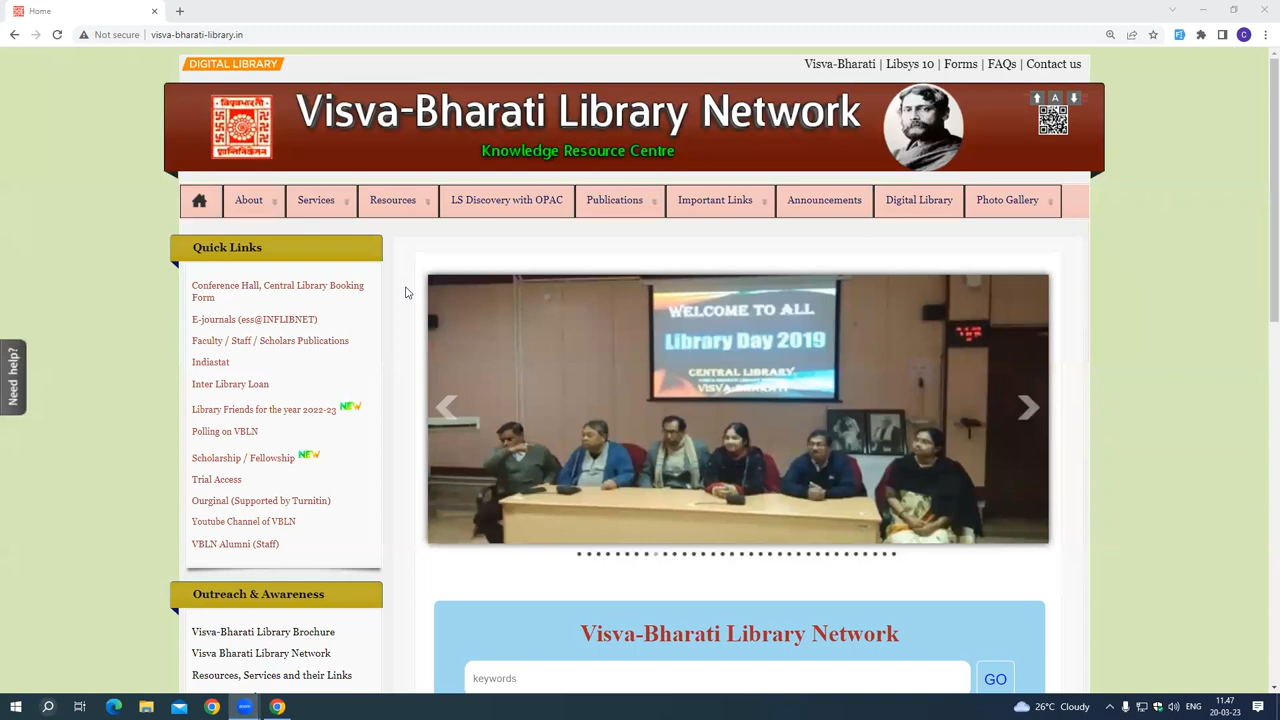 Home
Not secure | visva-bharati-library.in
DIGITAL LIBRARY
Visva-Bharati | Libsys 10 | Forms | FAQs | Contact us
Visva-Bharati Library Network
Knowledge Resource Centre
A
About
Services
Resources
LS Discovery with OPAC
Publications
Important Links
Announcements
Digital Library
Photo Gallery
Quick Links
Conference Hall, Central Library Booking
Form
E-journals (ess@INFLIBNET)
Faculty / Staff / Scholars Publications
Indiastat
Inter Library Loan
Library Friends for the year 2022-23 NEW
Polling on VBLN
Scholarship / Fellowship NEW
Trial Access
Ourginal (Supported by Turnitin)
Youtube Channel of VBLN
VBLN Alumni (Staff)
Need help?
WELCOME TO ALL
Library Day 2019
CENTRAL LIBRARY
VISVA-BHARATI
Outreach & Awareness
Visva-Bharati Library Brochure
Visva Bharati Library Network
Resources, Services and their Links
Visva-Bharati Library Network
keywords
GO
26°C Cloudy
ENG
11.47
20-03-23